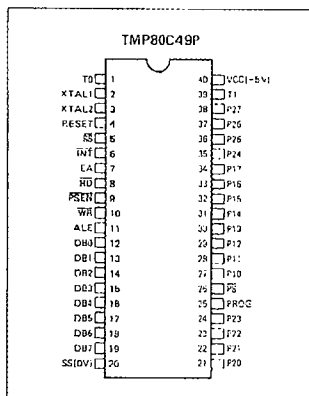 TMP80C49P
T0 1 40 VCC(+5V)
XTAL1 2 39 T1
XTAL2 3 38 P27
RESET 4 37 P26
SS 5 36 P25
INT 6 35 P24
EA 7 34 P17
RD 8 33 P16
PSEN 9 32 P15
WR 10 31 P14
ALE 11 30 P13
DB0 12 29 P12
DB1 13 28 P11
DB2 14 27 P10
DB3 15 26 PS
DB4 16 25 PROG
DB5 17 24 P23
DB6 18 23 P22
DB7 19 22 P21
SS(0V) 20 21 P20